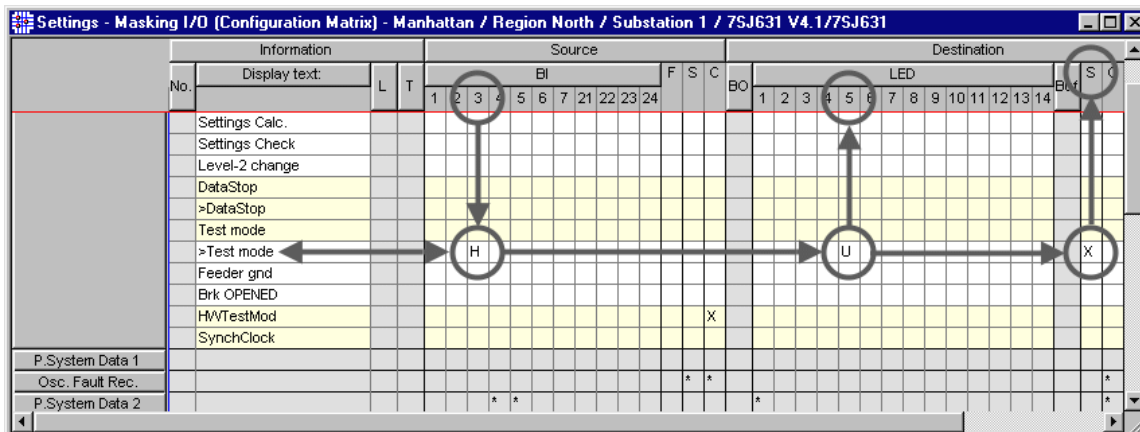 Settings - Masking I/O (Configuration Matrix) - Manhattan / Region North / Substation 1 / 7SJ631 V4.1/7SJ631
Information Source Destination
No. Display text: L T BI F S C BO LED Buf S C
1 2 3 4 5 6 7 21 22 23 24 1 2 3 4 5 6 7 8 9 10 11 12 13 14
Settings Calc.
Settings Check
Level-2 change
DataStop
>DataStop
Test mode
>Test mode H U X
Feeder gnd
Brk OPENED
HWTestMod X
SynchClock
P.System Data 1
Osc. Fault Rec. * * *
P.System Data 2 * * * *